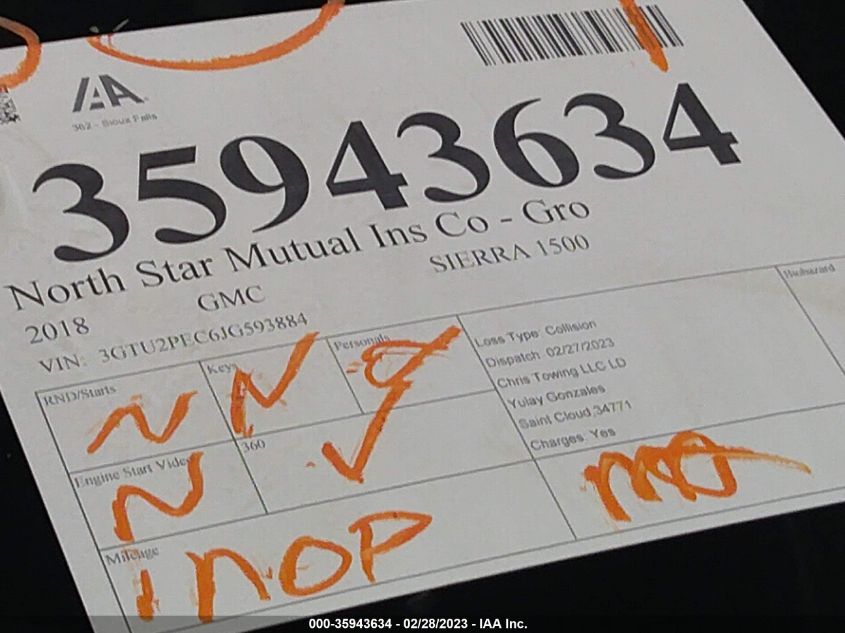 IAA
362 - Sioux Falls
35943634
North Star Mutual Ins Co - Gro
2018 GMC SIERRA 1500
VIN: 3GTU2PEC6JG593884
RND/Starts
N
Keys
N
Personals
Engine Start Video
N
360
Loss Type: Collision
Dispatch: 02/27/2023
Chris Towing LLC LD
Yulay Gonzales
Saint Cloud,34771
Charges: Yes
Biohazard
Mileage
inop
000-35943634 - 02/28/2023 - IAA Inc.